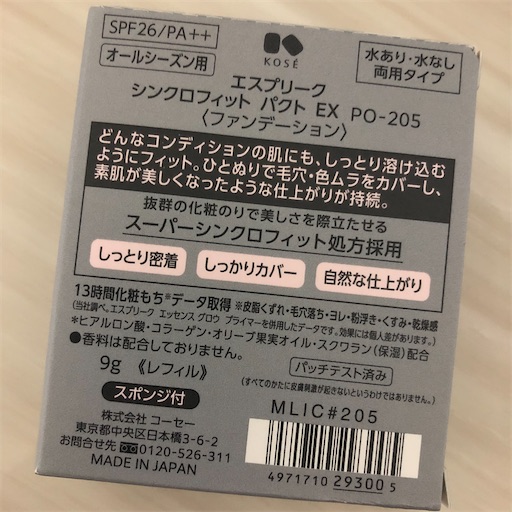 SPF26/PA++
オールシーズン用
KOSÉ
水あり・水なし
両用タイプ
エスプリーク
シンクロフィット パクト EX PO-205
〈ファンデーション〉
どんなコンディションの肌にも、しっとり溶け込む
ようにフィット。ひとぬりで毛穴・色ムラをカバーし、
素肌が美しくなったような仕上がりが持続。
抜群の化粧のりで美しさを際立たせる
スーパーシンクロフィット処方採用
しっとり密着
しっかりカバー
自然な仕上がり
13時間化粧もち※データ取得 ※皮脂くずれ・毛穴落ち・ヨレ・粉浮き・くすみ・乾燥感
(当社調べ。エスプリーク エッセンス グロウ プライマーを併用したデータです。効果には個人差があります。)
*ヒアルロン酸・コラーゲン・オリーブ果実オイル・スクワラン(保湿)配合
●香料は配合しておりません。
9g 《レフィル》
パッチテスト済み
(すべてのかたに皮膚刺激が起きないというわけではありません。)
スポンジ付
MLIC#205
株式会社 コーセー
東京都中央区日本橋3-6-2
お問合せ先 0120-526-311
MADE IN JAPAN
4971710 29300 5